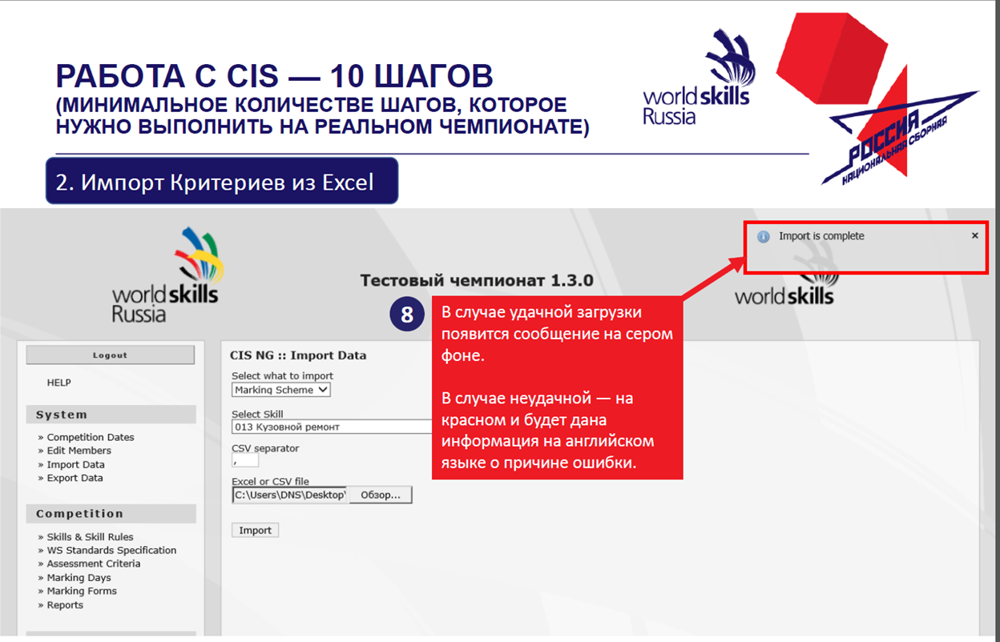 РАБОТА С CIS — 10 ШАГОВ
(МИНИМАЛЬНОЕ КОЛИЧЕСТВЕ ШАГОВ, КОТОРОЕ
НУЖНО ВЫПОЛНИТЬ НА РЕАЛЬНОМ ЧЕМПИОНАТЕ)
worldskills
Russia
РОССИЯ
НАЦИОНАЛЬНАЯ СБОРНАЯ
2. Импорт Критериев из Excel
worldskills
Russia
Тестовый чемпионат 1.3.0
Import is complete
×
worldskills
8
В случае удачной загрузки
появится сообщение на сером
фоне.
В случае неудачной — на
красном и будет дана
информация на английском
языке о причине ошибки.
Logout
HELP
System
» Competition Dates
» Edit Members
» Import Data
» Export Data
Competition
» Skills & Skill Rules
» WS Standards Specification
» Assessment Criteria
» Marking Days
» Marking Forms
» Reports
CIS NG :: Import Data
Select what to import
Marking Scheme
Select Skill
013 Кузовной ремонт
CSV separator
,
Excel or CSV file
C:\Users\DNS\Desktop\
Обзор...
Import